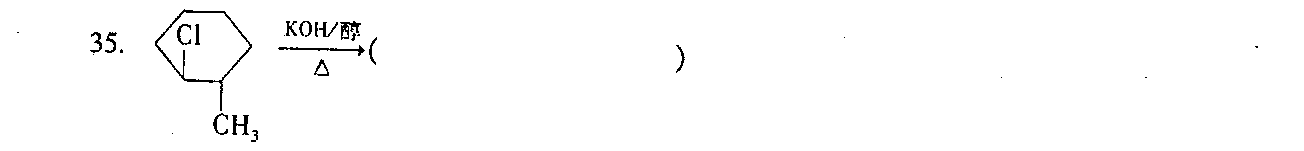 35. Cl KOH/醇 ( )
△
CH₃